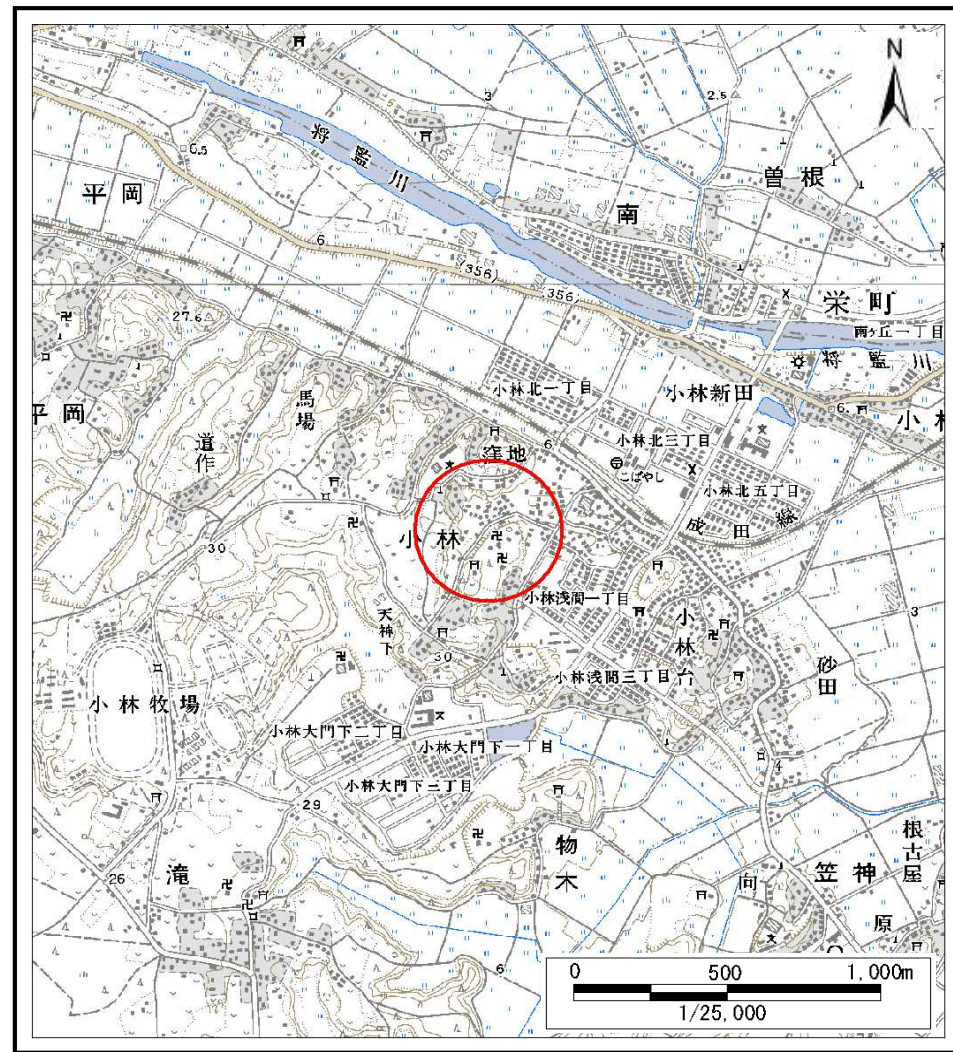 N
将監川
3
2.5
6.5
平岡
曽根
南
6
(356)
(356)
栄町
南ヶ丘一丁目
将監川
27.6
小林北一丁目
小林新田
6.
平岡
馬場
道作
窪地
6
小林北三丁目
こばやし
小林北五丁目
成田線
30
小林
小林浅間一丁目
3
天神下
30
小林台
小林浅間三丁目
砂田
小林牧場
小林大門下二丁目
小林大門下一丁目
小林大門下三丁目
4
29
物木
根古屋
26
滝
向
笠神
原
6
0 500 1,000m
1/25,000